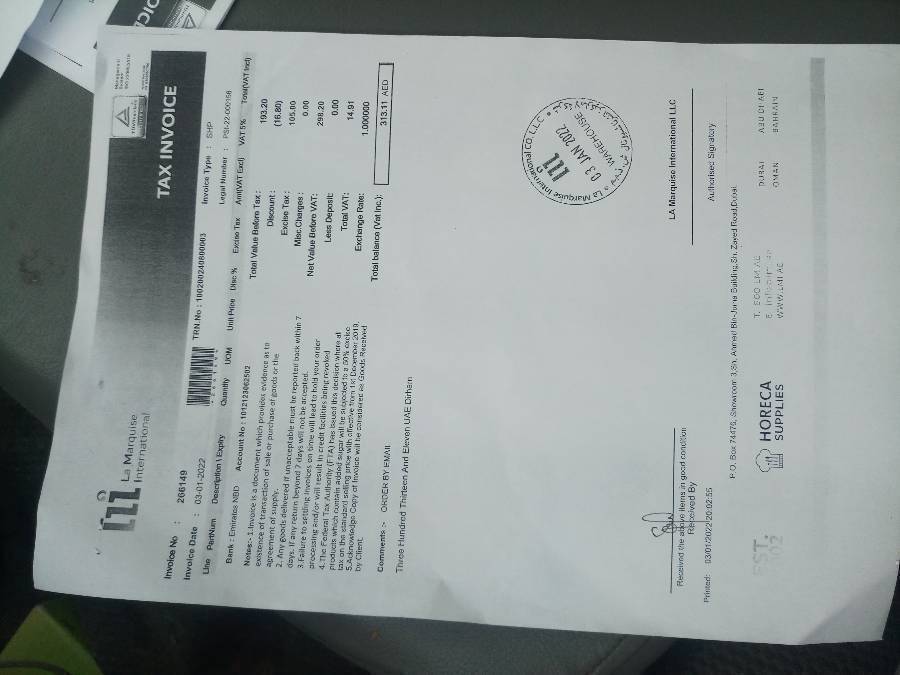 La Marquise
International
TAX INVOICE
Invoice No : 266149
Invoice Date : 03-01-2022
TRN.No : 100200240800003
Invoice Type : SHP
Legal Number : PSI-22-000158
Line PartNum Description \ Expiry Quantity UOM Unit Price Disc % Excise Tax Amt(VAT Excl) VAT 5% Total(VAT Incl)
Bank : Emirates NBD Account No : 1012123062502
Notes:- 1.Invoice is a document which provides evidence as to
existence of transaction of sale or purchase of goods or the
agreement of supply.
2. Any goods delivered if unacceptable must be reported back within 7
days. If any return beyond 7 days will not be accepted.
3.Failure to settling Invoices on time will lead to hold your order
processing and/or will result in credit facilities being revoked
4.The Federal Tax Authority (FTA) has issued this decision where all
products which contain added sugar will be subjected to a 50% excise
tax on the standard selling price with effective from 1st December 2019.
5.Acknowledge Copy of Invoice will be considered as Goods Received
by Client.
Total Value Before Tax : 193.20
Discount : (16.80)
Excise Tax : 105.00
Misc.Charges : 0.00
Net Value Before VAT: 298.20
Less Deposit: 0.00
Total VAT: 14.91
Exchange Rate: 1.000000
Total balance (Vat Inc.): 313.11 AED
Comments :- ORDER BY EMAIL
Three Hundred Thirteen And Eleven UAE Dirham
La Marquise International CO. L.L.C
03 JAN 2022
WAREHOUSE
Received the above items in good condition
Received By
LA Marquise International LLC
Authorised Signatory
Printed: 03/01/2022 20:02:55
P.O. Box 74476, Showroom 3,Sh. Ahmed Bin-Juma Building,Sh. Zayed Road,Dubai
HORECA
SUPPLIES
WWW.LMI.AE
DUBAI ABU DHABI
OMAN BAHRAIN